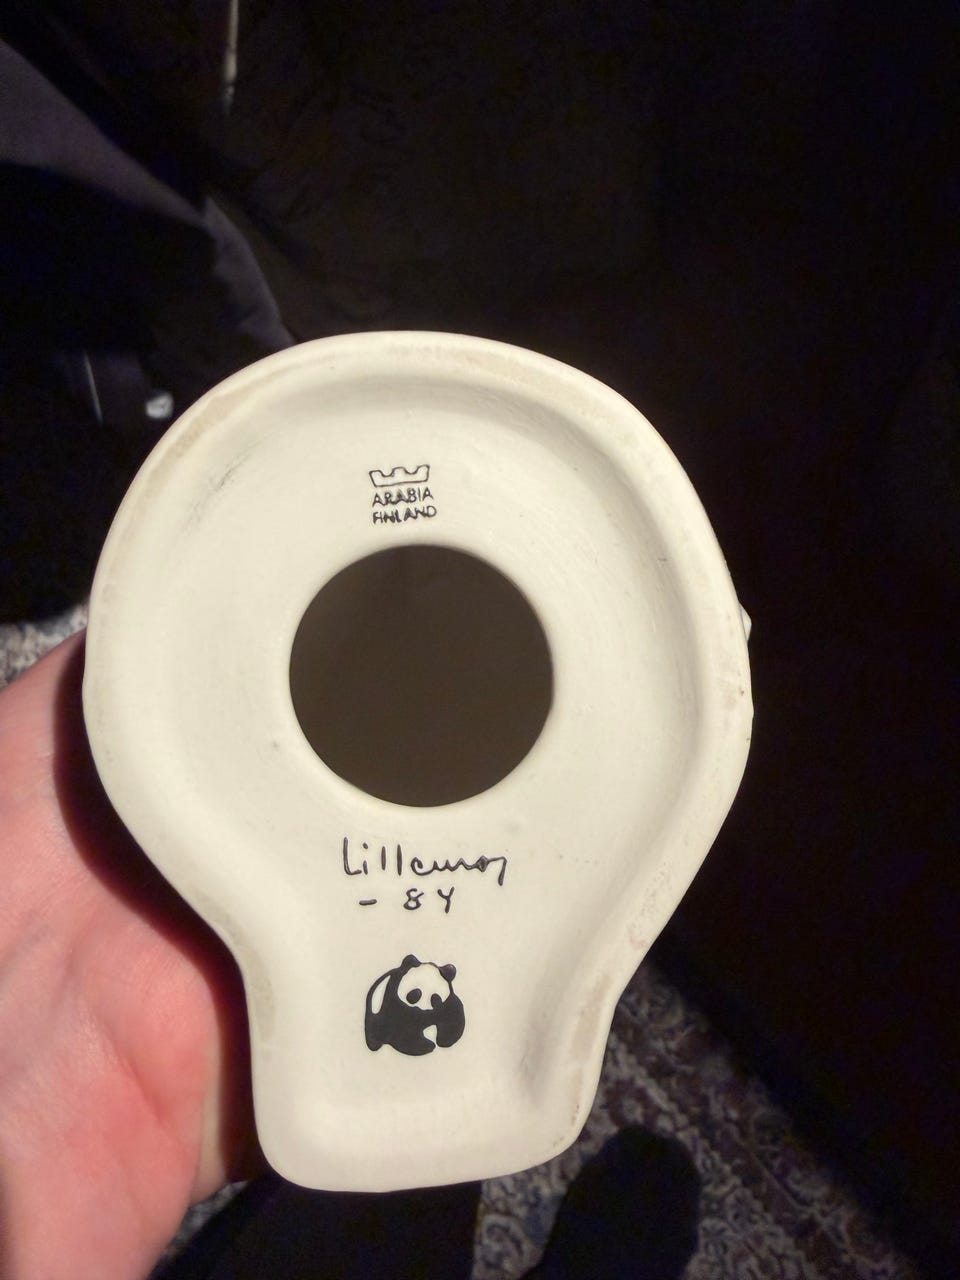 ARABIA
FINLAND
Lillemor
- 84